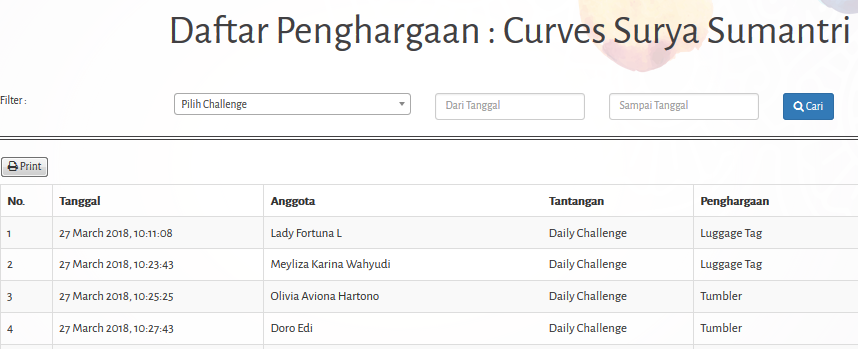 Daftar Penghargaan : Curves Surya Sumantri
Filter :
Pilih Challenge
Dari Tanggal
Sampai Tanggal
Cari
Print
No. Tanggal Anggota Tantangan Penghargaan
1 27 March 2018, 10:11:08 Lady Fortuna L Daily Challenge Luggage Tag
2 27 March 2018, 10:23:43 Meyliza Karina Wahyudi Daily Challenge Luggage Tag
3 27 March 2018, 10:25:25 Olivia Aviona Hartono Daily Challenge Tumbler
4 27 March 2018, 10:27:43 Doro Edi Daily Challenge Tumbler